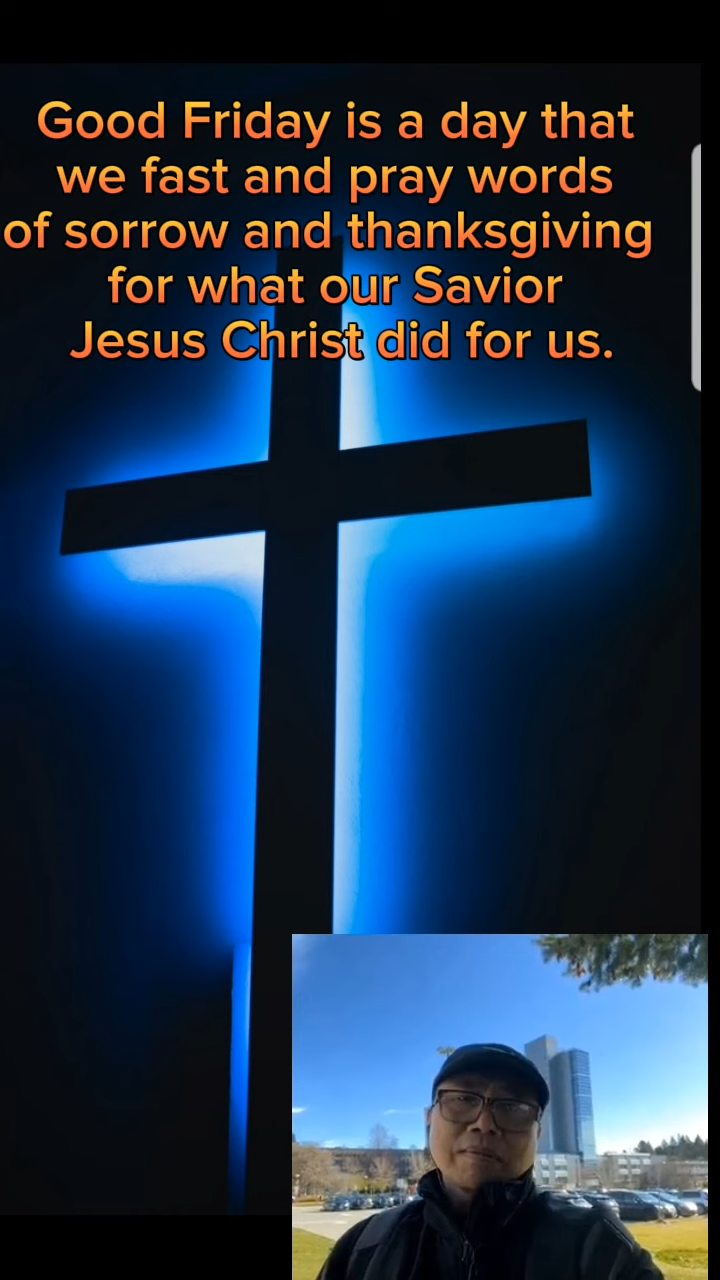 Good Friday is a day that
we fast and pray words
of sorrow and thanksgiving
for what our Savior
Jesus Christ did for us.